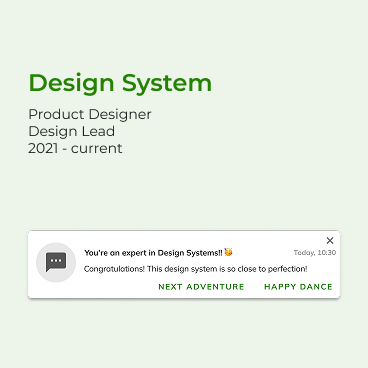 Design System
Product Designer
Design Lead
2021 - current
You're an expert in Design Systems!! 🥳
Today, 10:30
Congratulations! This design system is so close to perfection!
NEXT ADVENTURE HAPPY DANCE